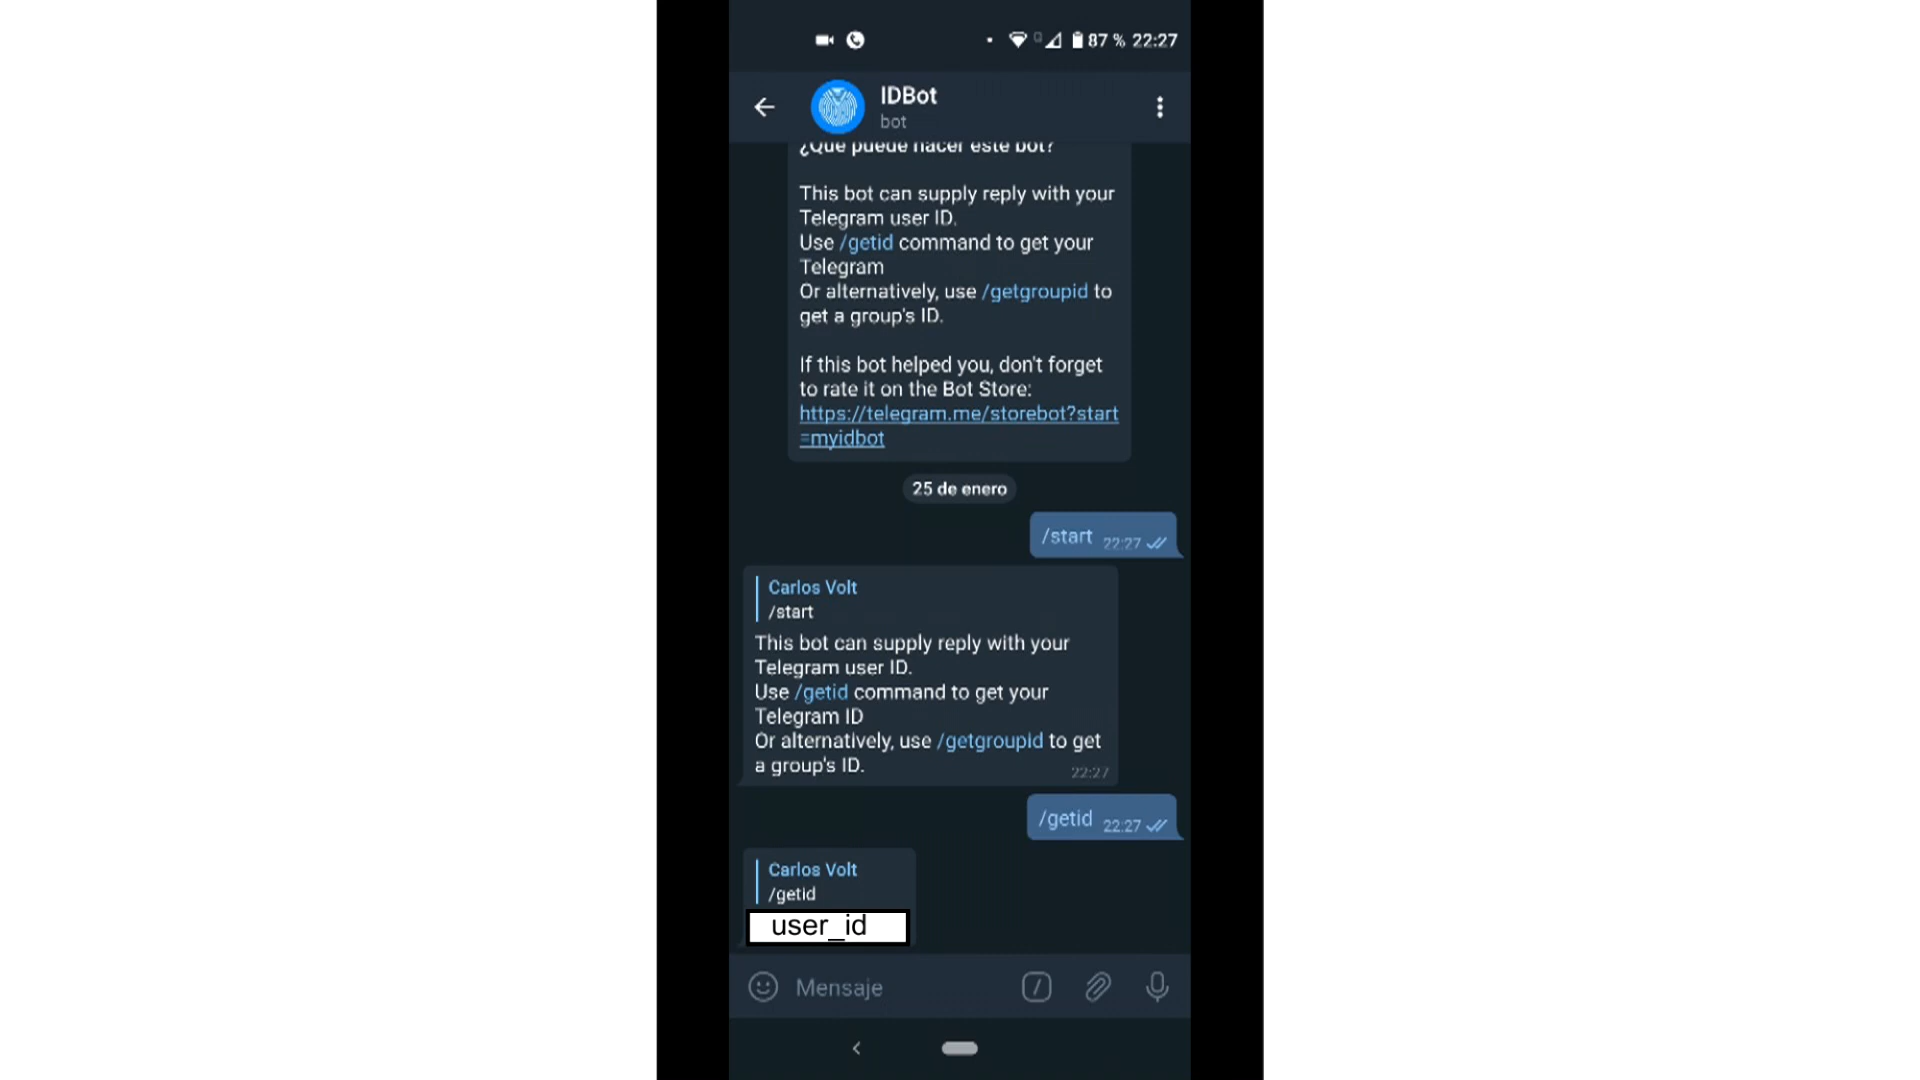 87 % 22:27
IDBot
bot
¿Qué puede hacer este bot?
This bot can supply reply with your
Telegram user ID.
Use /getid command to get your
Telegram
Or alternatively, use /getgroupid to
get a group's ID.
If this bot helped you, don't forget
to rate it on the Bot Store:
https://telegram.me/storebot?start
=myidbot
25 de enero
/start 22:27
Carlos Volt
/start
This bot can supply reply with your
Telegram user ID.
Use /getid command to get your
Telegram ID
Or alternatively, use /getgroupid to get
a group's ID.
22:27
/getid 22:27
Carlos Volt
/getid
user_id
Mensaje